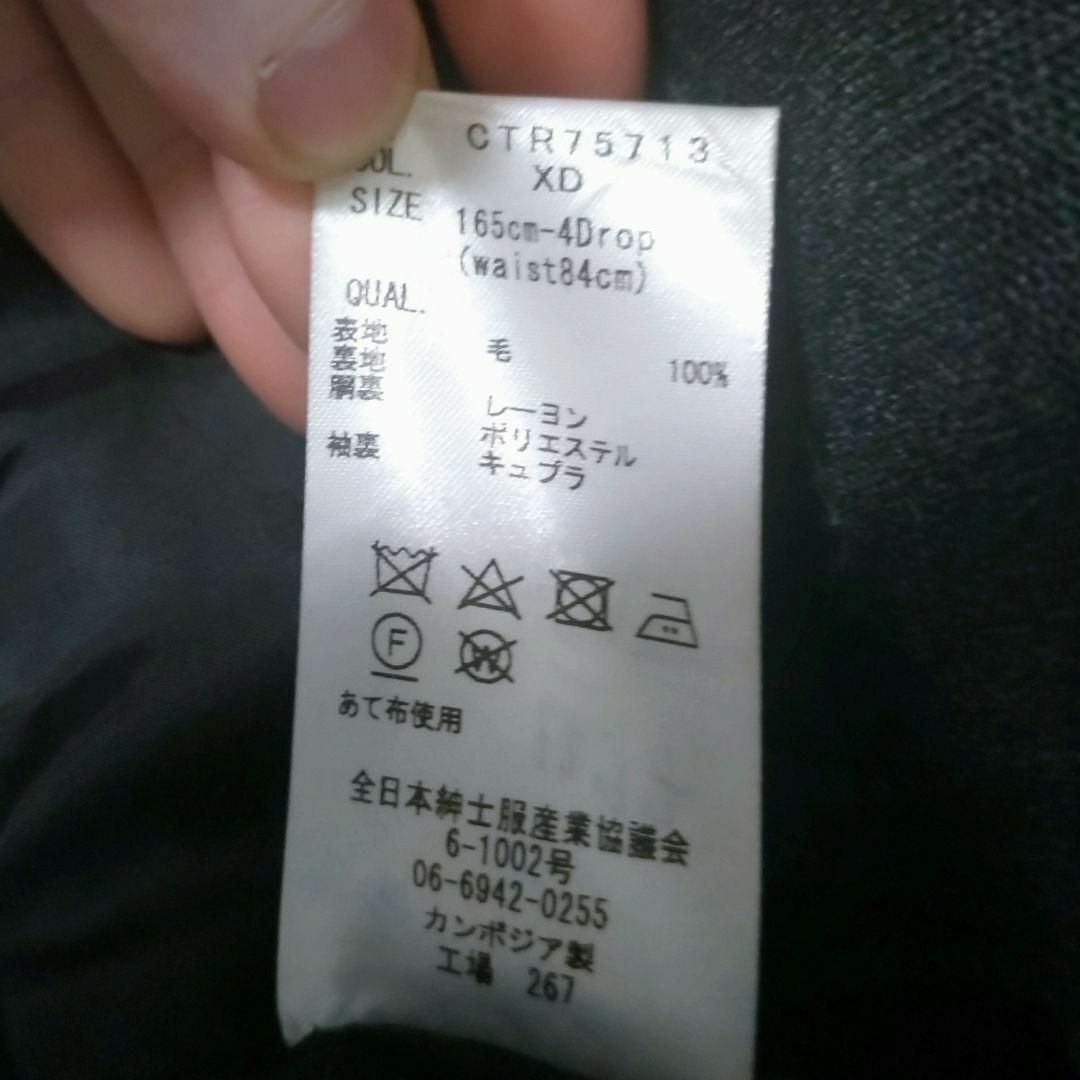 CTR75713
COL. XD
SIZE 165cm-4Drop
(waist84cm)
QUAL.
表地 毛 100%
裏地
胴裏 レーヨン
ポリエステル
袖裏 キュプラ
F
W
あて布使用
全日本紳士服産業協議会
6-1002号
06-6942-0255
カンボジア製
工場 267